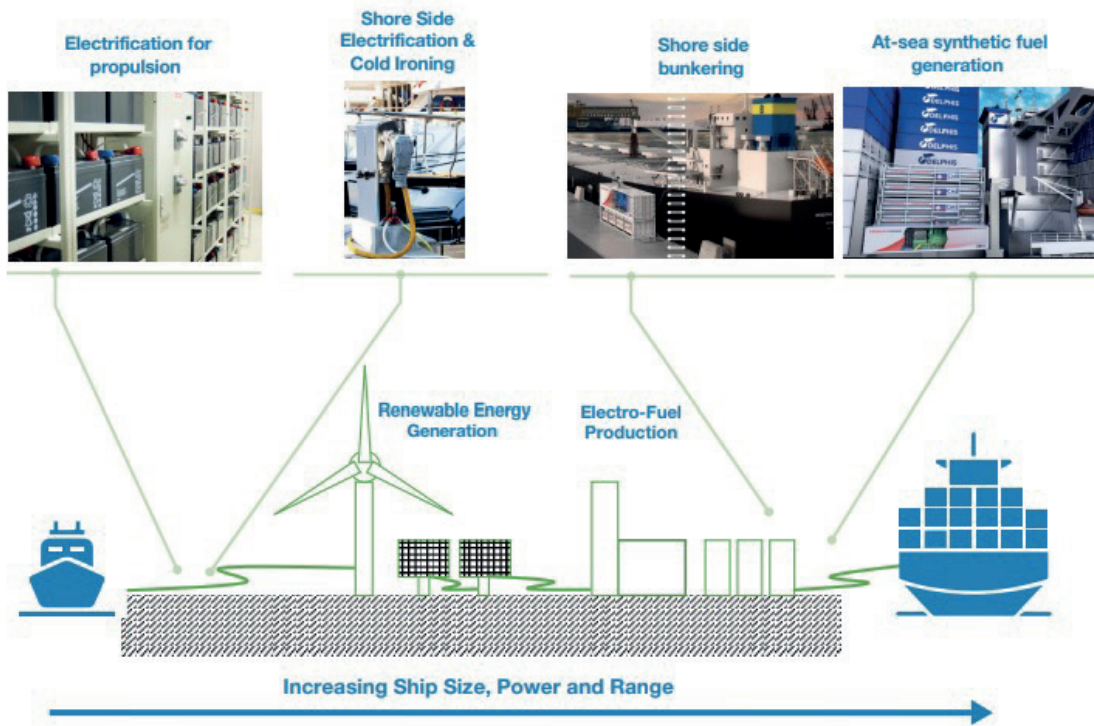 Electrification for
propulsion
Shore Side
Electrification &
Cold Ironing
Shore side
bunkering
At-sea synthetic fuel
generation
DELPHIS
DELPHIS
DELPHIS
DELPHIS
Renewable Energy
Generation
Electro-Fuel
Production
Increasing Ship Size, Power and Range